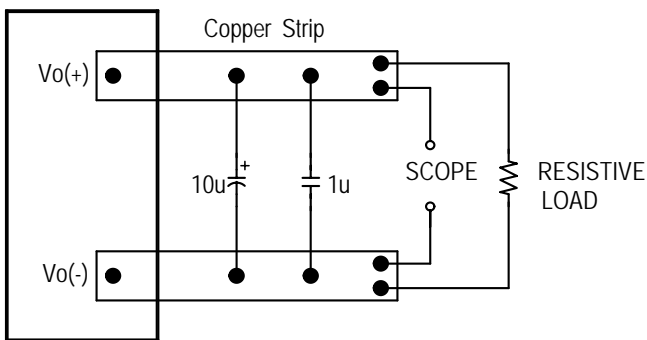 Copper Strip
Vo(+)
10u
+
1u
SCOPE
RESISTIVE
LOAD
Vo(-)